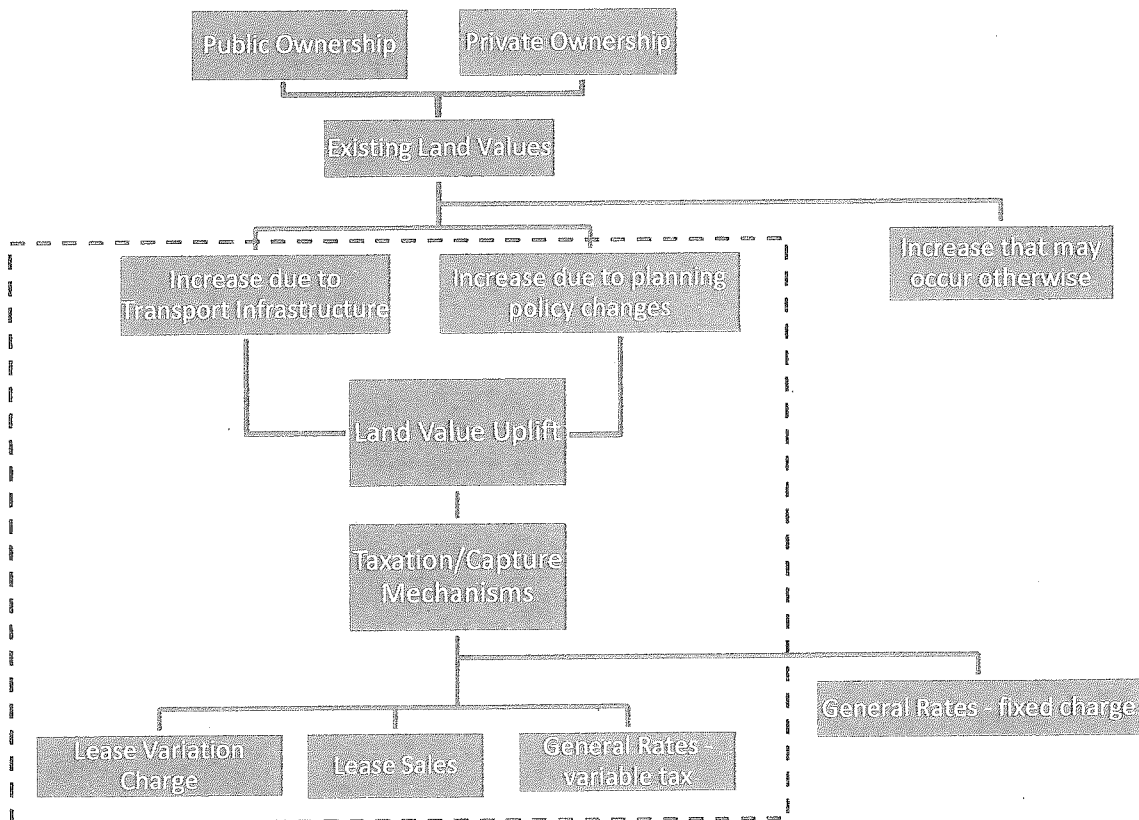 Public Ownership
Private Ownership
Existing Land Values
Increase due to
Transport Infrastructure
Increase due to planning
policy changes
Increase that may
occur otherwise
Land Value Uplift
Taxation/Capture
Mechanisms
Lease Variation
Charge
Lease Sales
General Rates -
variable tax
General Rates - fixed charge